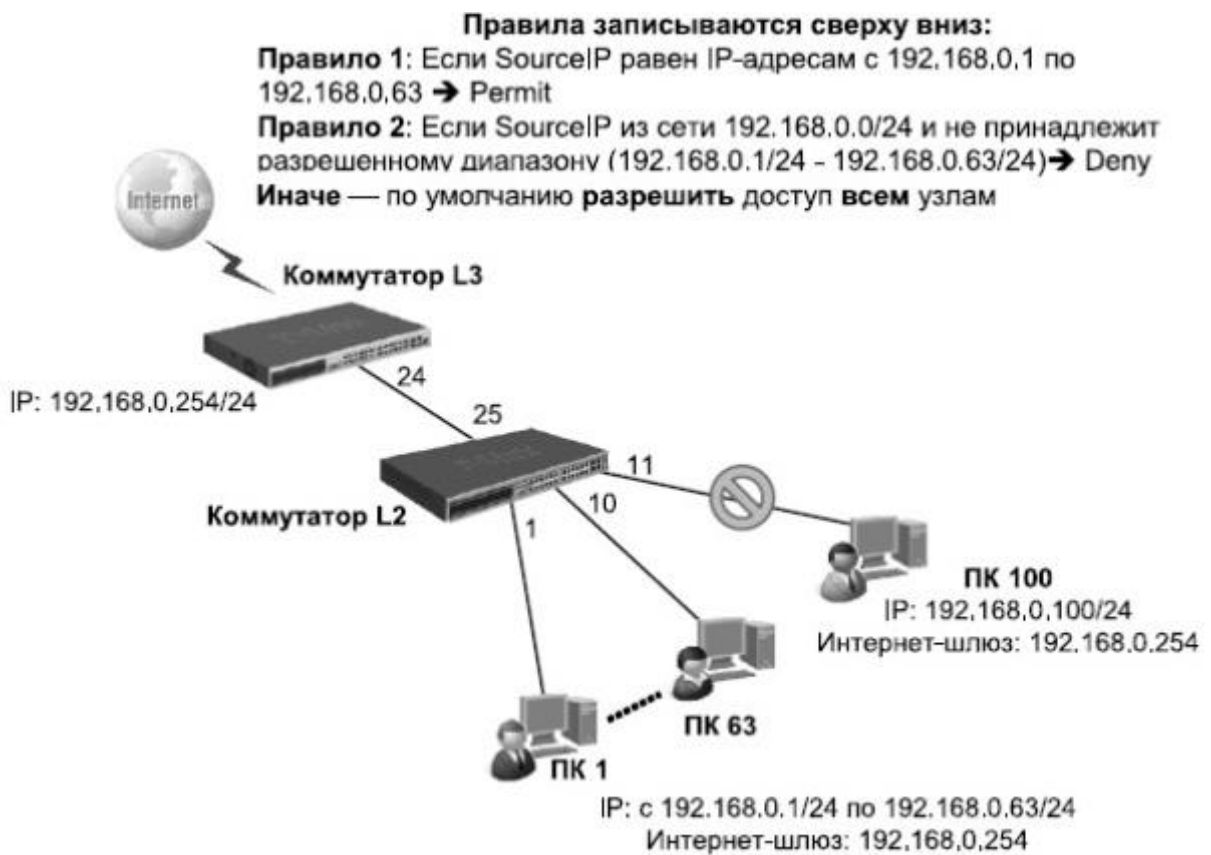 Правила записываются сверху вниз:
Правило 1: Если SourceIP равен IP-адресам с 192.168.0.1 по
192.168.0.63 ➔ Permit
Правило 2: Если SourceIP из сети 192.168.0.0/24 и не принадлежит
разрешенному диапазону (192.168.0.1/24 - 192.168.0.63/24)➔ Deny
Иначе — по умолчанию разрешить доступ всем узлам
Internet
Коммутатор L3
24
IP: 192.168.0.254/24
25
11
10
Коммутатор L2
1
ПК 100
IP: 192.168.0.100/24
Интернет-шлюз: 192.168.0.254
ПК 63
ПК 1
IP: с 192.168.0.1/24 по 192.168.0.63/24
Интернет-шлюз: 192.168.0.254